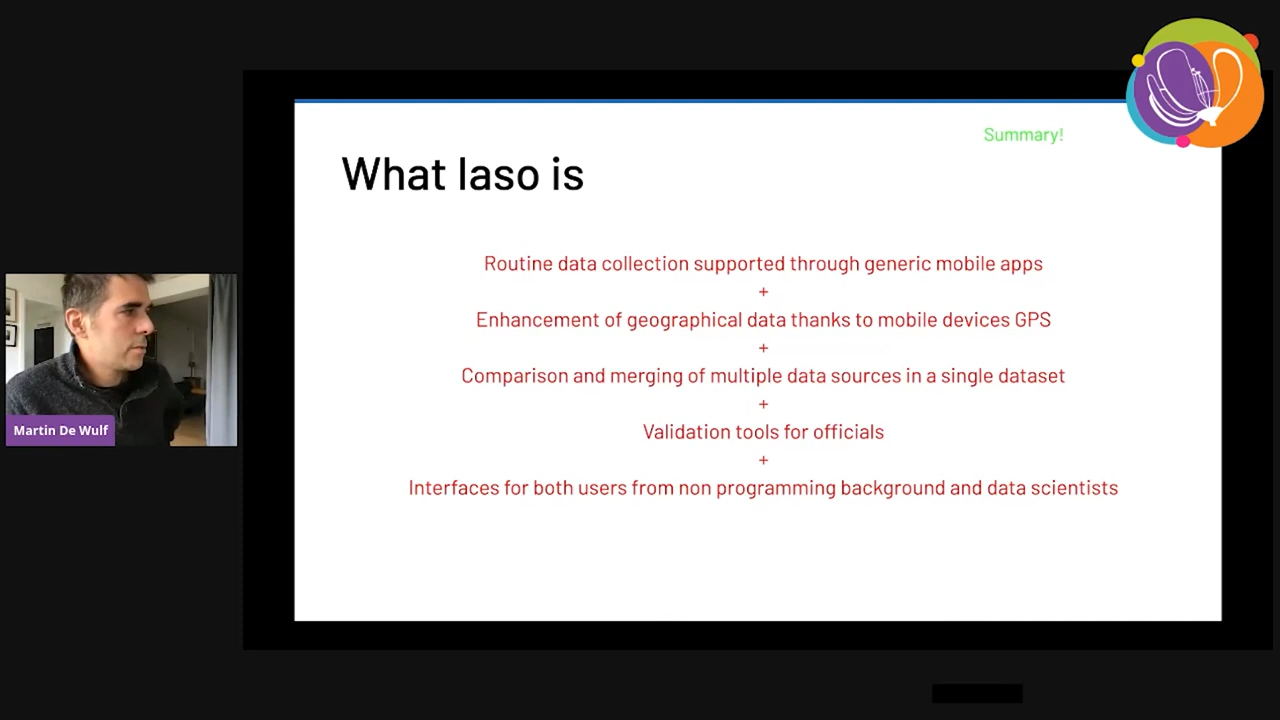 Summary!
What Iaso is
Routine data collection supported through generic mobile apps
+
Enhancement of geographical data thanks to mobile devices GPS
+
Comparison and merging of multiple data sources in a single dataset
+
Validation tools for officials
+
Interfaces for both users from non programming background and data scientists
Martin De Wulf